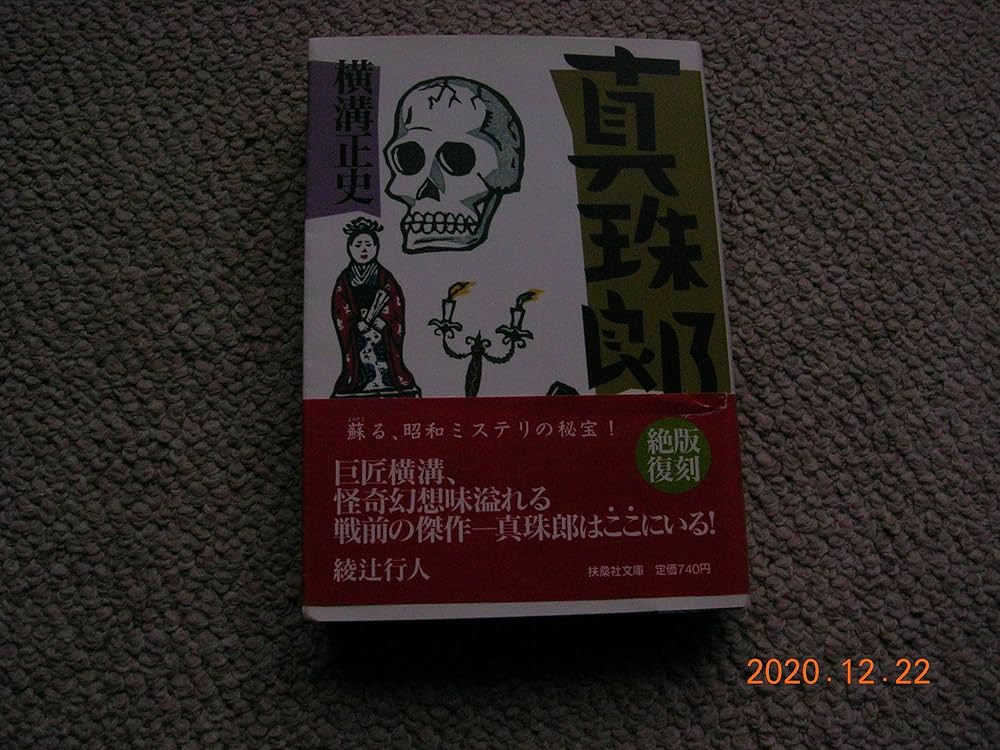 真珠郎
横溝正史
蘇る、昭和ミステリの秘宝!
絶版
復刻
巨匠横溝、
怪奇幻想味溢れる
戦前の傑作―真珠郎はここにいる!
綾辻行人
扶桑社文庫 定価740円
2020.12.22